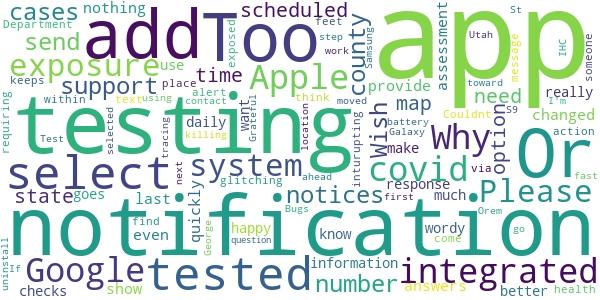 cases
nothing
Department
send
add
Too
scheduled
feet
St
Utah
IHC
someone
app
exposure
use
Apple
exposed
step
work
Samsung
county
assessment
message
toward
requiring
keeps
support
time
place
provide
within
text
using
alert
contact
killing
want
Grateful
think
moved
map
need
really
I'm
testing
Test
selected
tracing
daily
location
battery
Galaxy
Wish
Couldnt
Why
option
S9
changed
action
select
system
next
ahead
inturupting
make
response
first
covid
via
Or
fast
state
goes
last
quickly
glitching
notices
much
Please
uninstall
find
even
George
Bugs
happy
question
know
wordy
come
Orem
go
notification
If
checks
Google
show
tested
information
number
answers
integrated
better
health